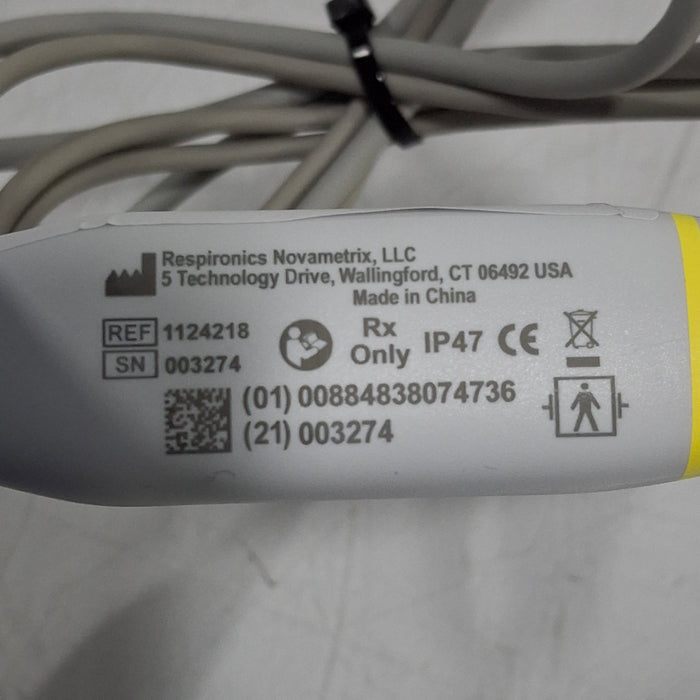 Respironics Novametrix, LLC
5 Technology Drive, Wallingford, CT 06492 USA
Made in China
REF 1124218
SN 003274
Rx
Only
IP47 CE
(01) 00884838074736
(21) 003274